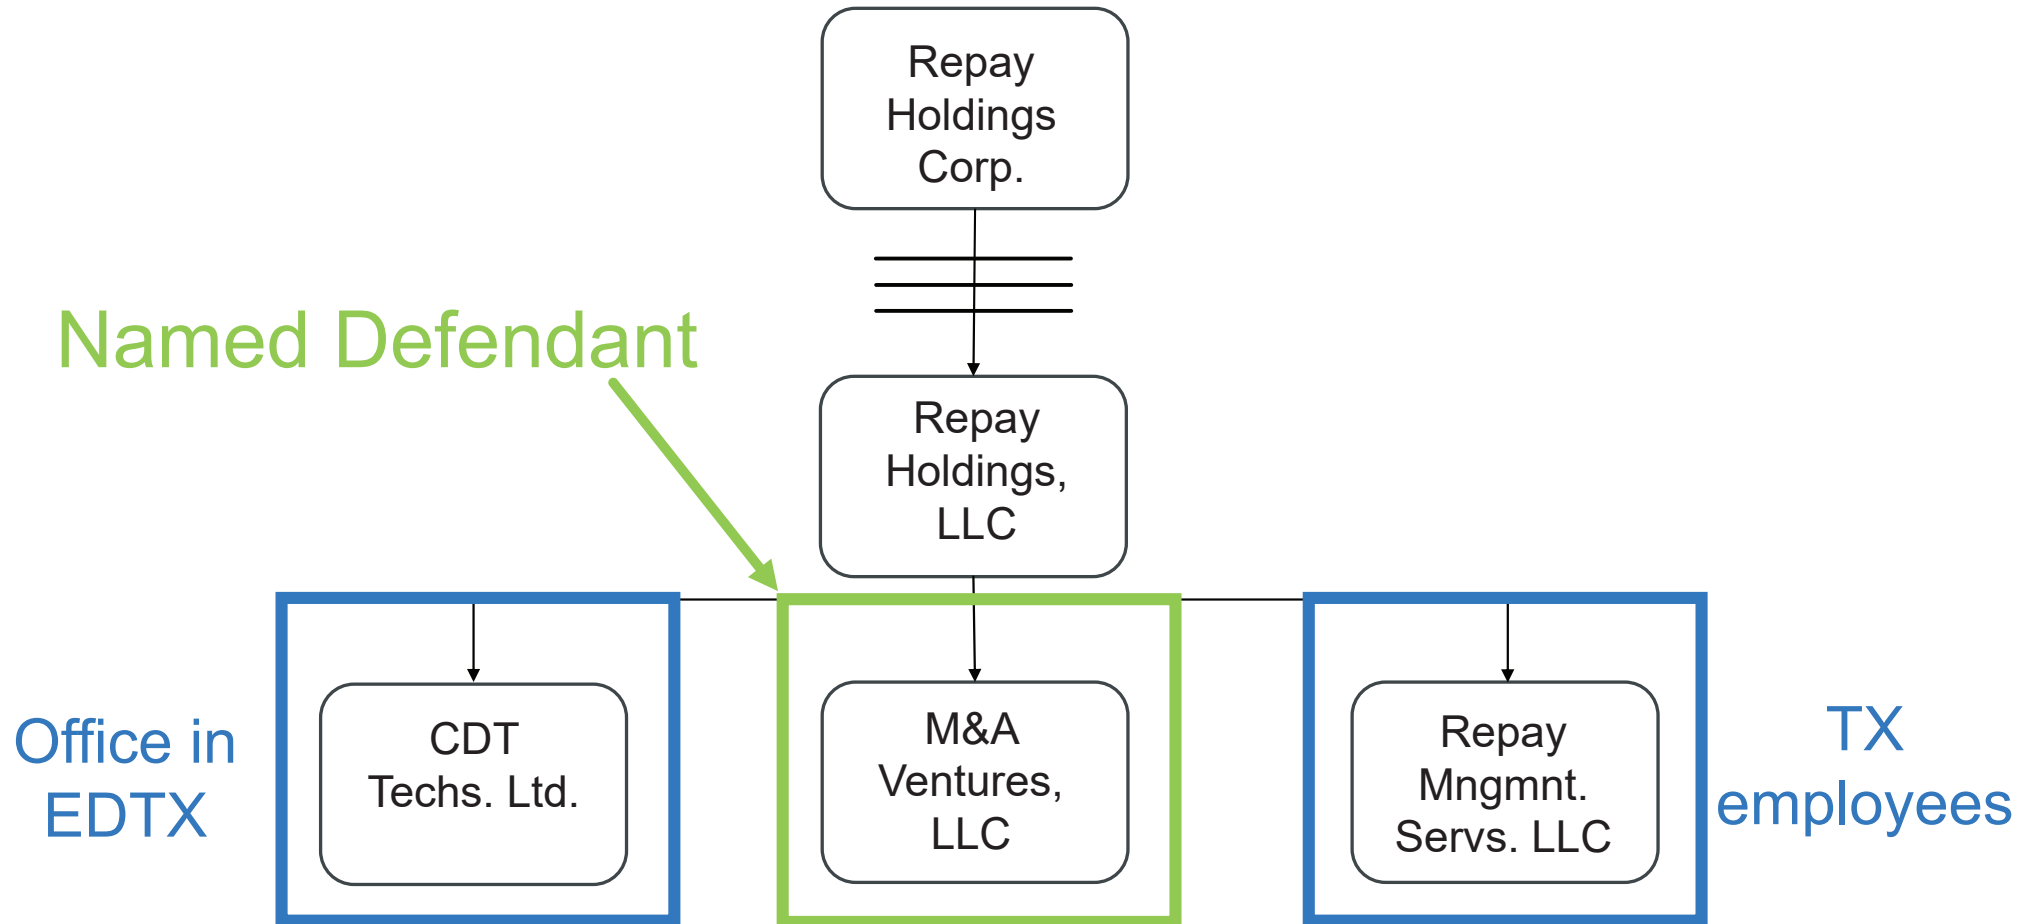 Repay
Holdings
Corp.
Named Defendant
Repay
Holdings,
LLC
Office in
EDTX
CDT
Techs. Ltd.
M&A
Ventures,
LLC
Repay
Mngmnt.
Servs. LLC
TX
employees